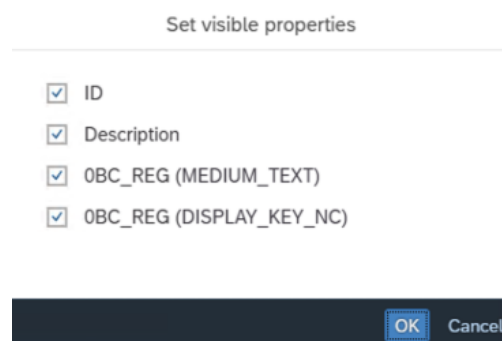 Set visible properties
ID
Description
0BC_REG (MEDIUM_TEXT)
0BC_REG (DISPLAY_KEY_NC)
OK Cancel